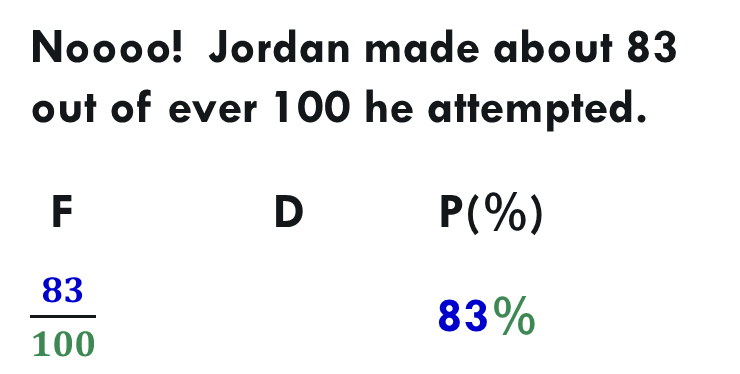 Noooo! Jordan made about 83
out of ever 100 he attempted.
F D P(%)
83
100
83%